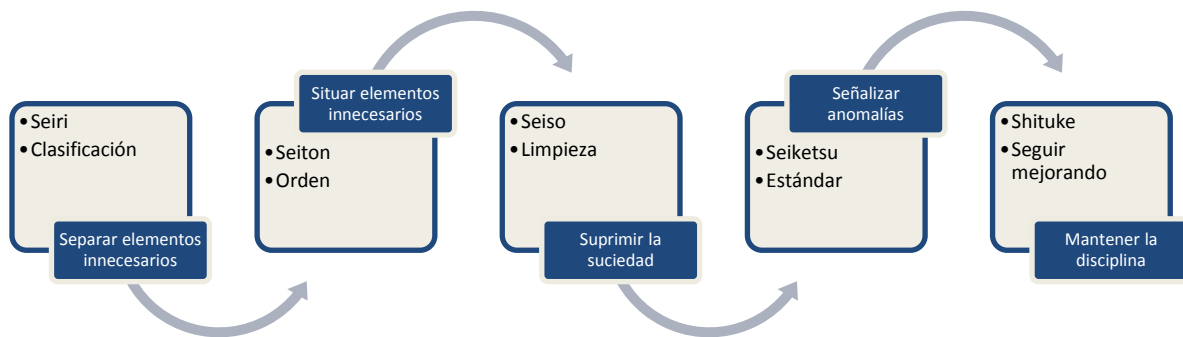 • Seiri
• Clasificación
Separar elementos
innecesarios
Situar elementos
innecesarios
• Seiton
• Orden
• Seiso
• Limpieza
Suprimir la
suciedad
Señalizar
anomalías
• Seiketsu
• Estándar
• Shituke
• Seguir
mejorando
Mantener la
disciplina